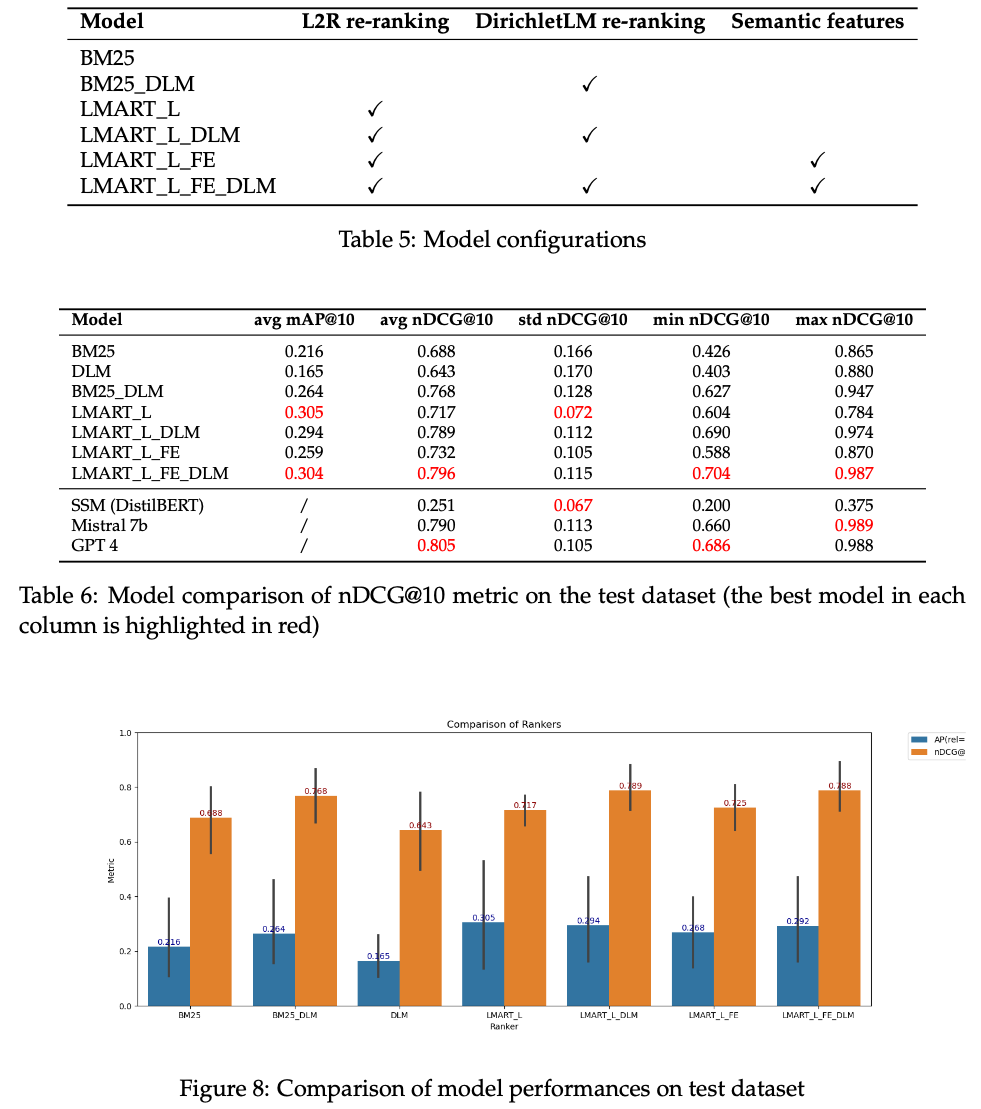 Model L2R re-ranking DirichletLM re-ranking Semantic features
BM25
BM25_DLM ✓
LMART_L ✓
LMART_L_DLM ✓ ✓
LMART_L_FE ✓ ✓
LMART_L_FE_DLM ✓ ✓ ✓
Table 5: Model configurations
Model avg mAP@10 avg nDCG@10 std nDCG@10 min nDCG@10 max nDCG@10
BM25 0.216 0.688 0.166 0.426 0.865
DLM 0.165 0.643 0.170 0.403 0.880
BM25_DLM 0.264 0.768 0.128 0.627 0.947
LMART_L 0.305 0.717 0.072 0.604 0.784
LMART_L_DLM 0.294 0.789 0.112 0.690 0.974
LMART_L_FE 0.259 0.732 0.105 0.588 0.870
LMART_L_FE_DLM 0.304 0.796 0.115 0.704 0.987
SSM (DistilBERT) / 0.251 0.067 0.200 0.375
Mistral 7b / 0.790 0.113 0.660 0.989
GPT 4 / 0.805 0.105 0.686 0.988
Table 6: Model comparison of nDCG@10 metric on the test dataset (the best model in each
column is highlighted in red)
Comparison of Rankers
AP(rel=
nDCG@
Metric
1.0
0.8
0.6
0.4
0.2
0.0
0.216 0.688
0.264 0.768
0.165 0.643
0.305 0.717
0.294 0.789
0.268 0.725
0.292 0.788
BM25 BM25_DLM DLM LMART_L LMART_L_DLM LMART_L_FE LMART_L_FE_DLM
Ranker
Figure 8: Comparison of model performances on test dataset